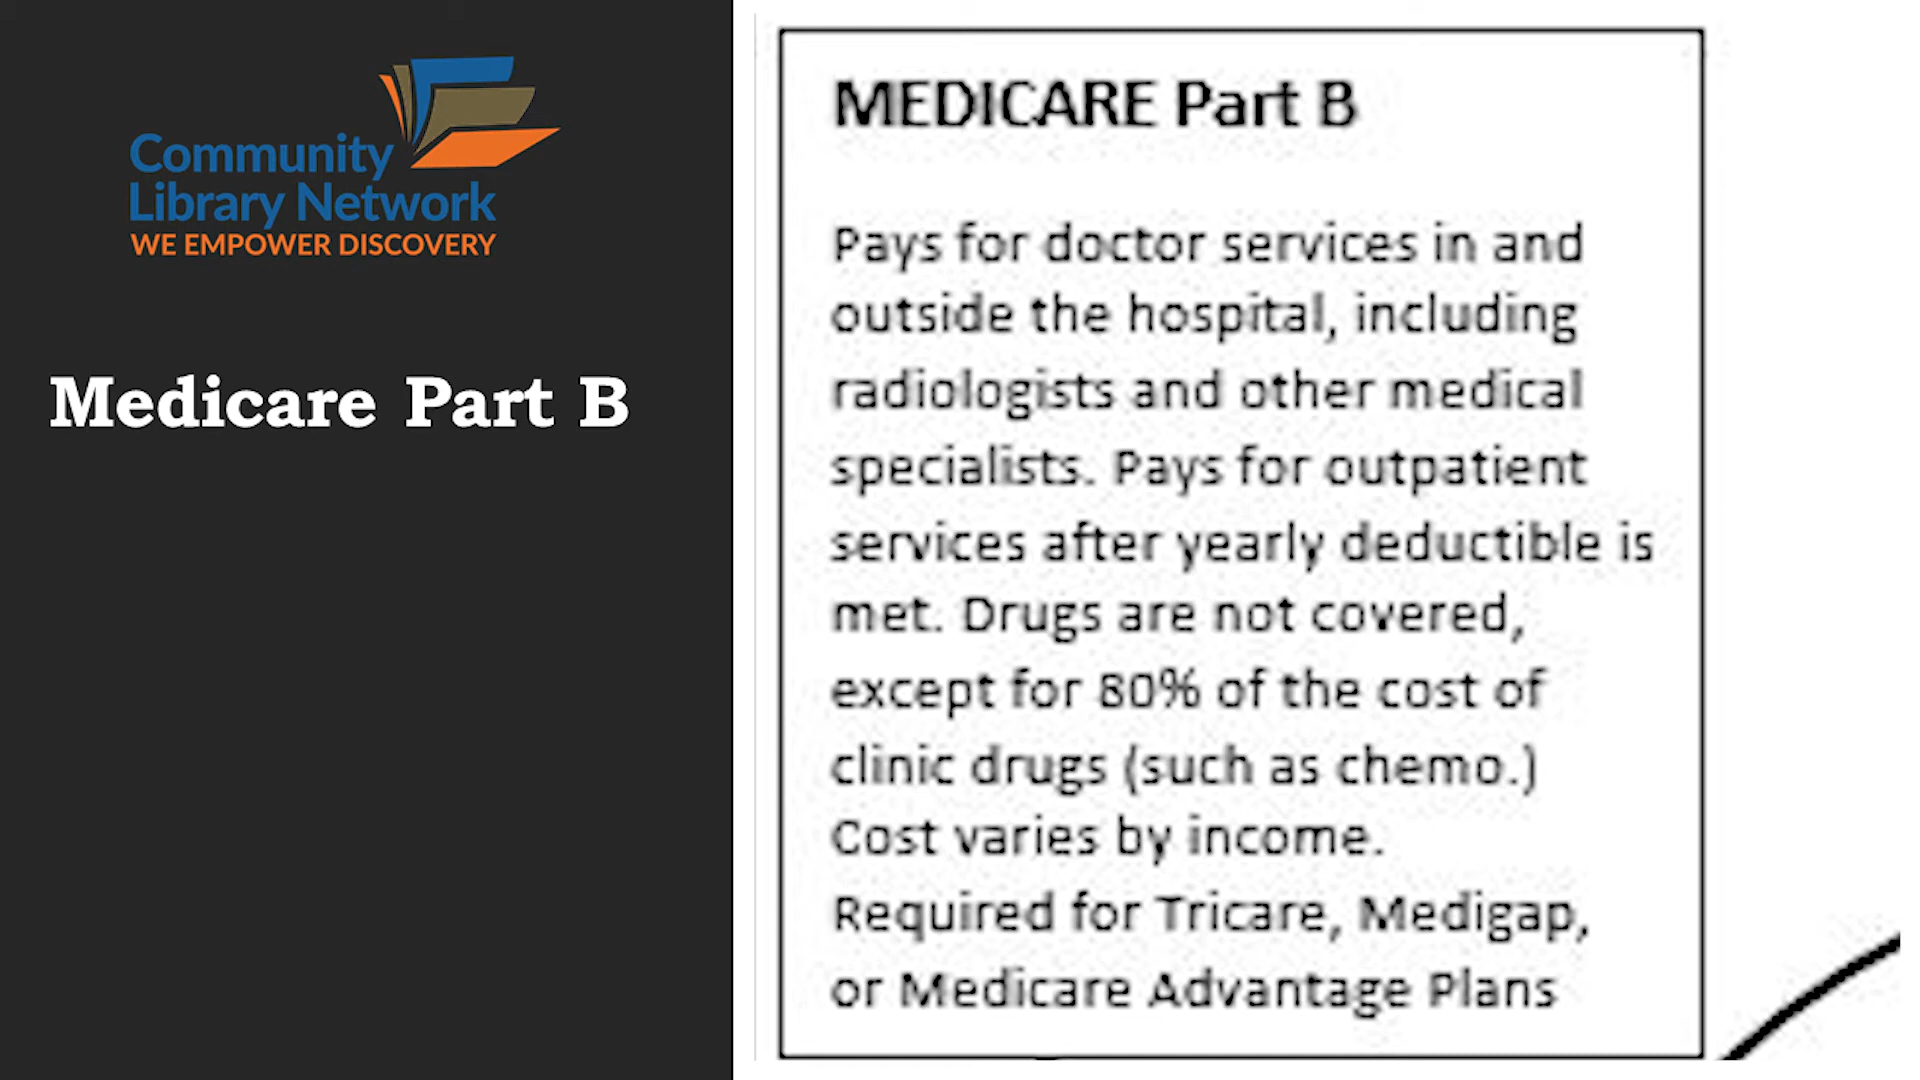 Community
Library Network
WE EMPOWER DISCOVERY
Medicare Part B
MEDICARE Part B
Pays for doctor services in and
outside the hospital, including
radiologists and other medical
specialists. Pays for outpatient
services after yearly deductible is
met. Drugs are not covered,
except for 80% of the cost of
clinic drugs (such as chemo.)
Cost varies by income.
Required for Tricare, Medigap,
or Medicare Advantage Plans